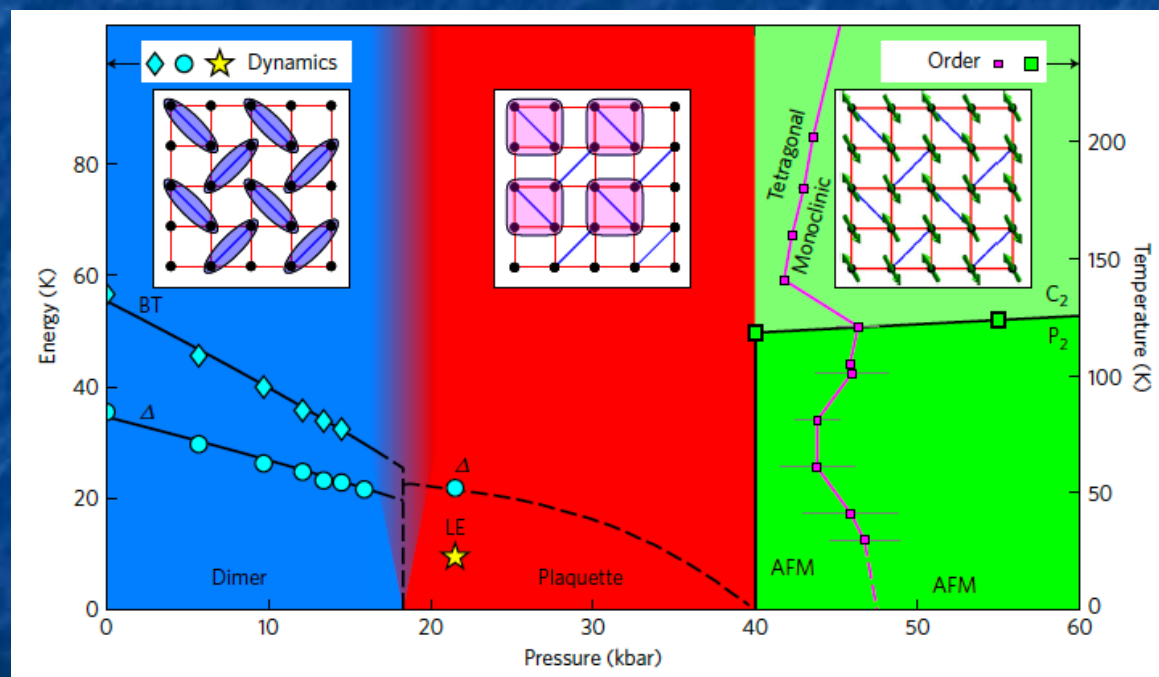 Dynamics
Order
Tetragonal
Monoclinic
C2
P2
BT
Δ
Δ
LE
Dimer
Plaquette
AFM
AFM
80
60
40
20
0
Energy (K)
200
150
100
50
0
Temperature (K)
0
10
20
30
40
50
60
Pressure (kbar)